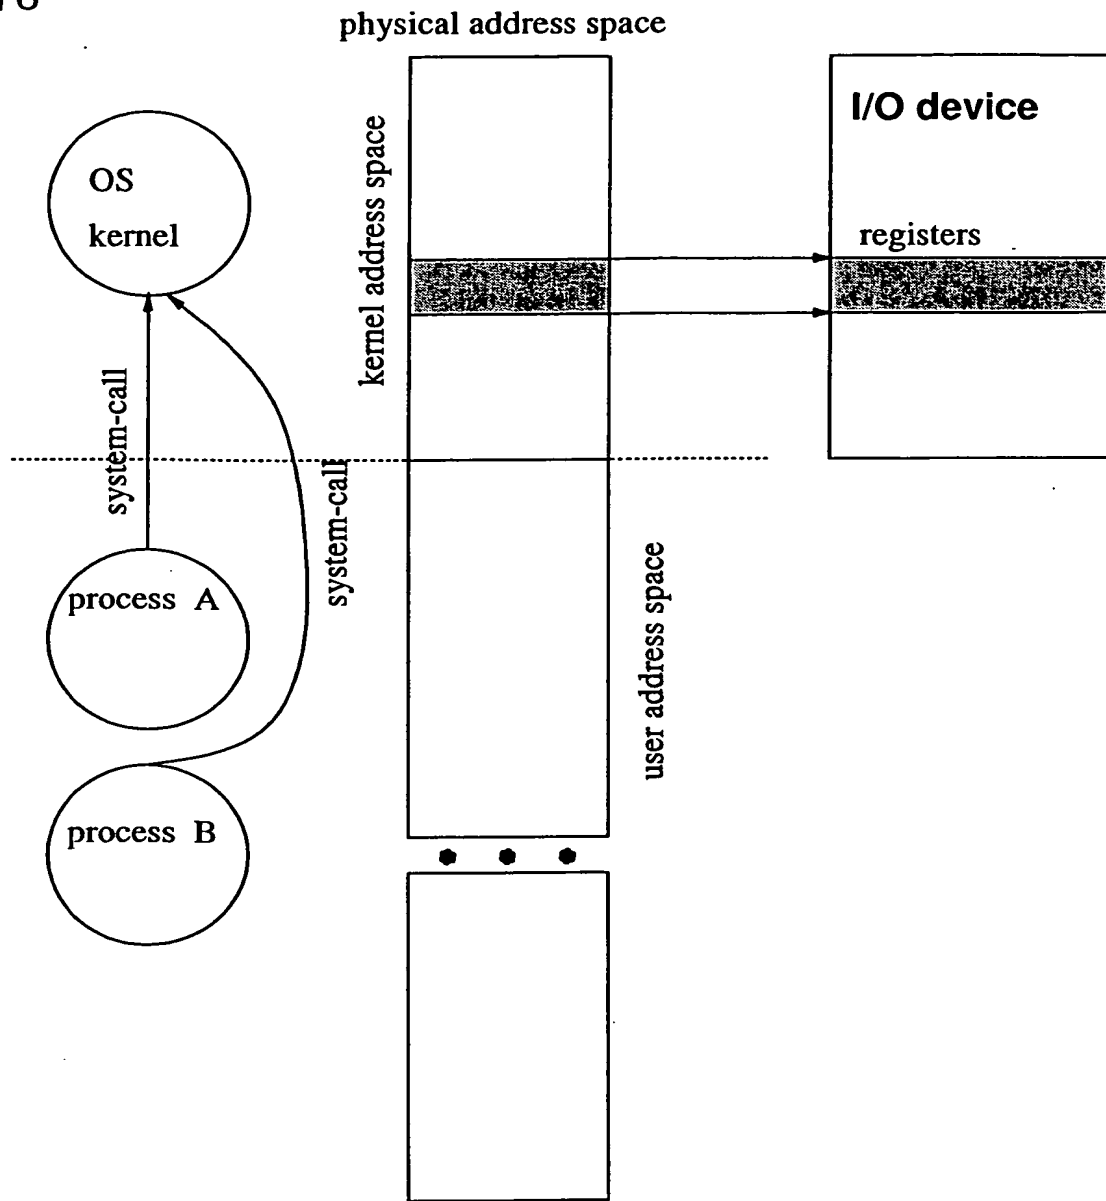 physical address space
I/O device
kernel address space
OS
kernel
registers
system-call
system-call
process A
user address space
process B